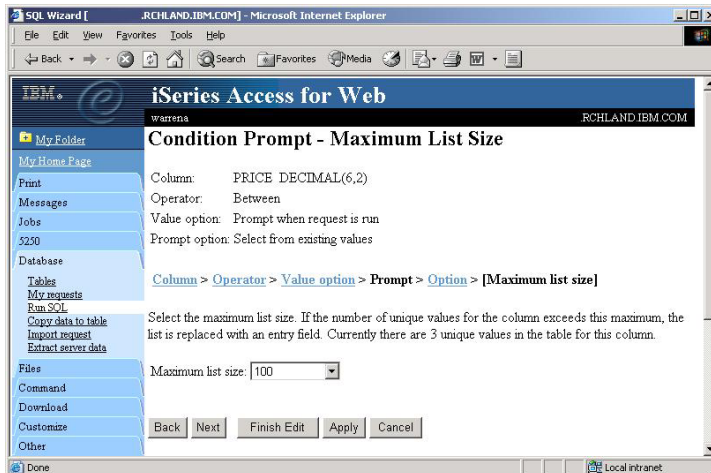 SQL Wizard [ .RCHLAND.IBM.COM] - Microsoft Internet Explorer
File Edit View Favorites Tools Help
Back Search Favorites Media
IBM.
iSeries Access for Web
warrena .RCHLAND.IBM.COM
My Folder
My Home Page
Print
Messages
Jobs
5250
Database
Tables
My requests
Run SQL
Copy data to table
Import request
Extract server data
Files
Command
Download
Customize
Other
Condition Prompt - Maximum List Size
Column: PRICE DECIMAL(6,2)
Operator: Between
Value option: Prompt when request is run
Prompt option: Select from existing values
Column > Operator > Value option > Prompt > Option > [Maximum list size]
Select the maximum list size. If the number of unique values for the column exceeds this maximum, the
list is replaced with an entry field. Currently there are 3 unique values in the table for this column.
Maximum list size: 100
Back Next Finish Edit Apply Cancel
Done Local intranet